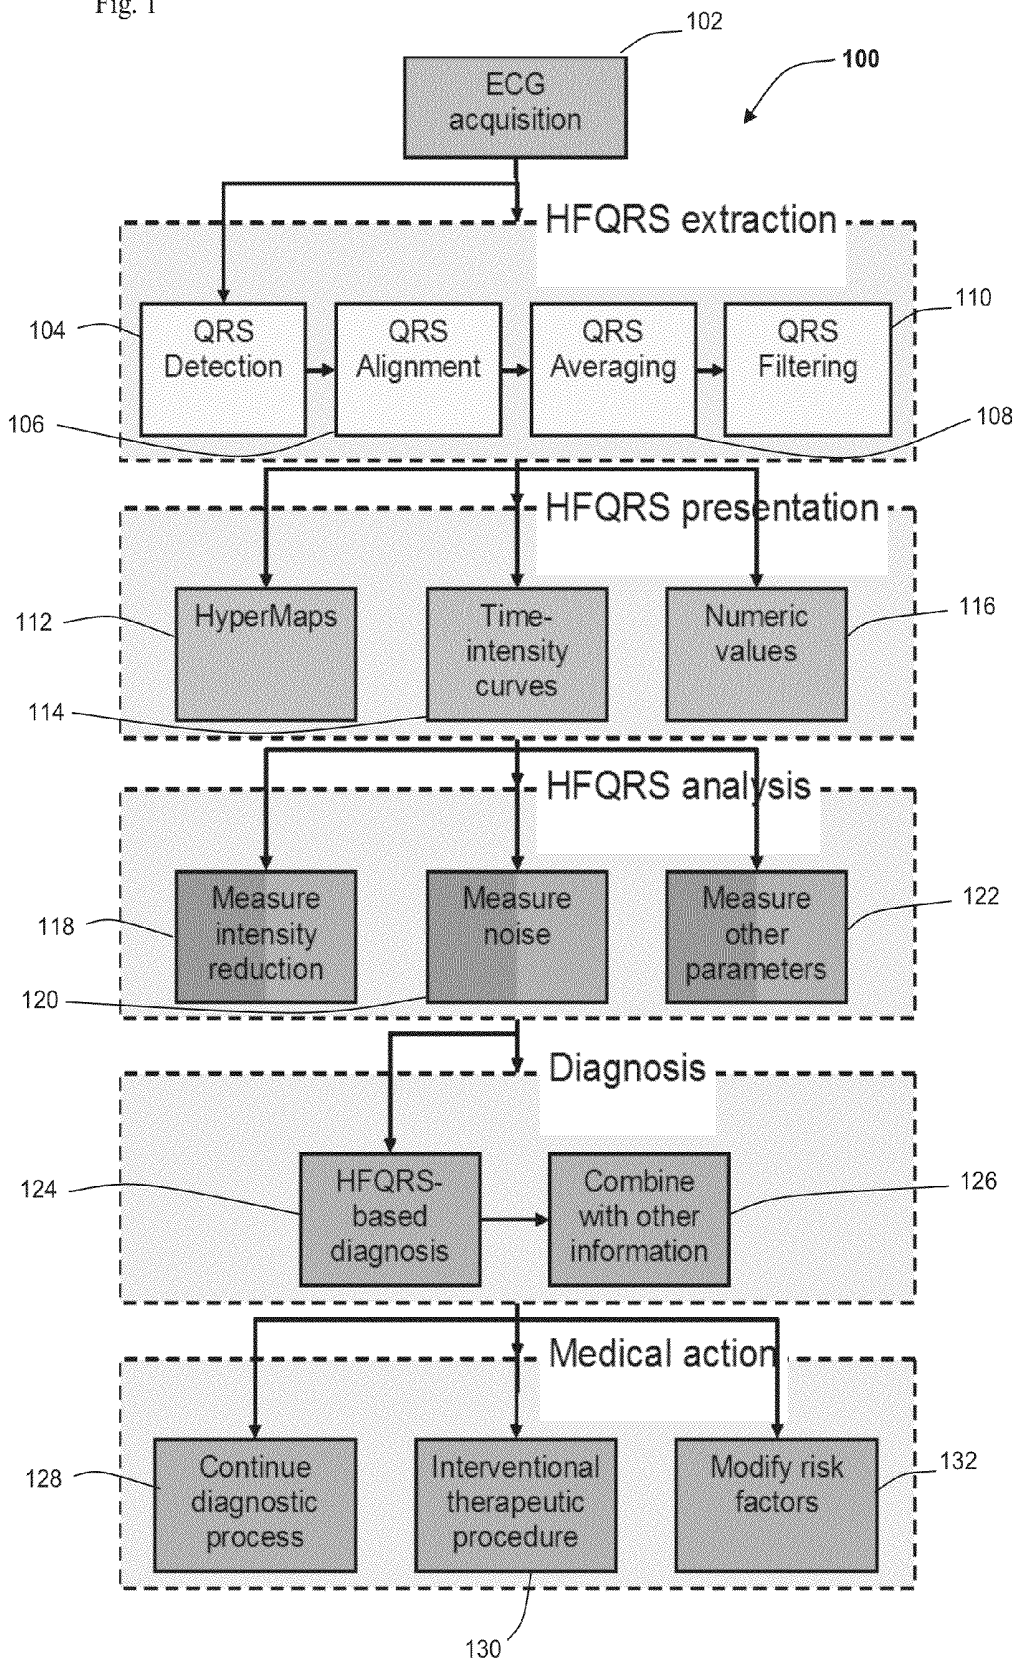 Fig. 1
102
100
ECG
acquisition
HFQRS extraction
104
QRS
Detection
QRS
Alignment
QRS
Averaging
QRS
Filtering
110
106
108
HFQRS presentation
112
HyperMaps
Time-
intensity
curves
Numeric
values
116
114
HFQRS analysis
118
Measure
intensity
reduction
Measure
noise
Measure
other
parameters
122
120
Diagnosis
124
HFQRS-
based
diagnosis
Combine
with other
information
126
Medical action
128
Continue
diagnostic
process
Interventional
therapeutic
procedure
Modify risk
factors
132
130